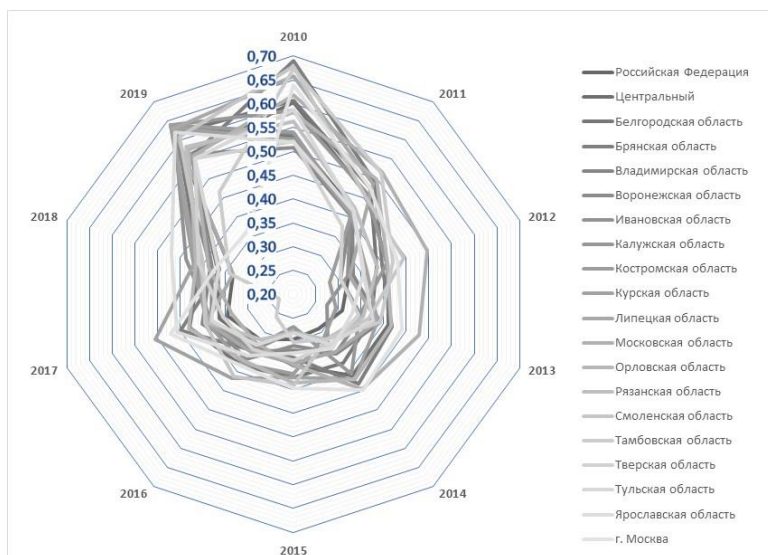 2010
0,70
0,65
0,60
0,55
0,50
0,45
0,40
0,35
0,30
0,25
0,20
2011
2012
2013
2014
2015
2016
2017
2018
2019
Российская Федерация
Центральный
Белгородская область
Брянская область
Владимирская область
Воронежская область
Ивановская область
Калужская область
Костромская область
Курская область
Липецкая область
Московская область
Орловская область
Рязанская область
Смоленская область
Тамбовская область
Тверская область
Тульская область
Ярославская область
г. Москва